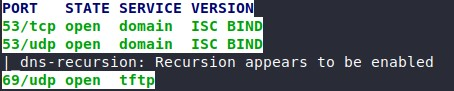 PORT   STATE SERVICE VERSION
53/tcp open  domain  ISC BIND
53/udp open  domain  ISC BIND
| dns-recursion: Recursion appears to be enabled
69/udp open  tftp